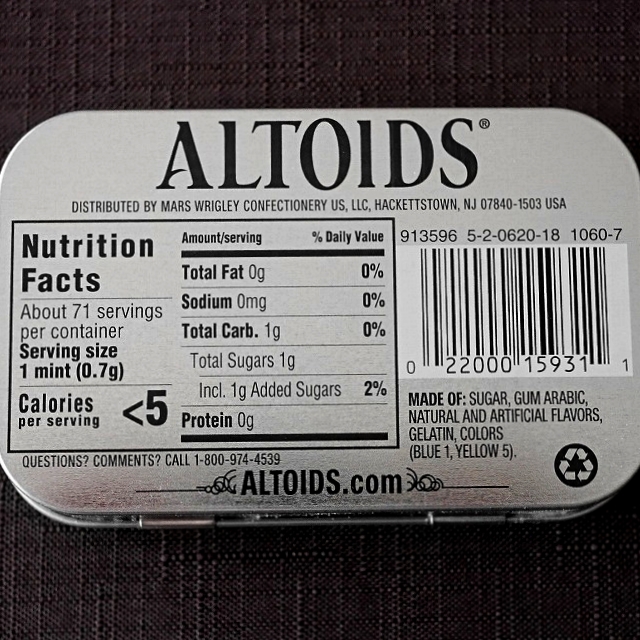 ALTOIDS®
DISTRIBUTED BY MARS WRIGLEY CONFECTIONERY US, LLC, HACKETTSTOWN, NJ 07840-1503 USA
Nutrition
Facts
About 71 servings
per container
Serving size
1 mint (0.7g)
Calories
per serving
<5
Amount/serving % Daily Value
Total Fat 0g 0%
Sodium 0mg 0%
Total Carb. 1g 0%
Total Sugars 1g
Incl. 1g Added Sugars 2%
Protein 0g
913596 5-2-0620-18 1060-7
0 22000 15931 1
MADE OF: SUGAR, GUM ARABIC,
NATURAL AND ARTIFICIAL FLAVORS,
GELATIN, COLORS
(BLUE 1, YELLOW 5).
QUESTIONS? COMMENTS? CALL 1-800-974-4539
ALTOIDS.com